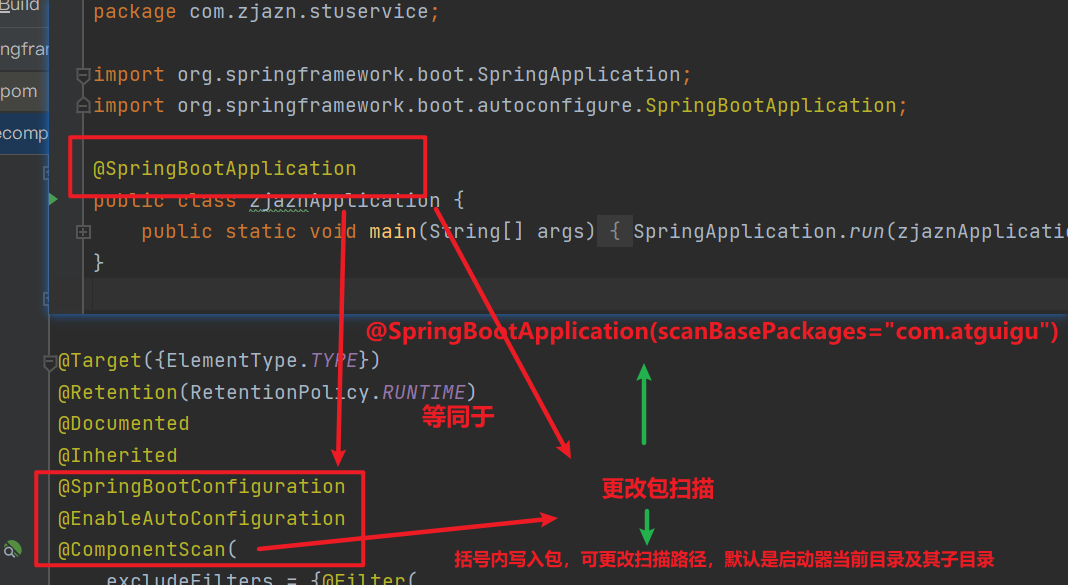 Build
package com.zjazn.stuservice;
ngfran
import org.springframework.boot.SpringApplication;
pom
import org.springframework.boot.autoconfigure.SpringBootApplication;
ecomp
@SpringBootApplication
public class zjaznApplication {
public static void main(String[] args) { SpringApplication.run(zjaznApplicatio
}
@SpringBootApplication(scanBasePackages="com.atguigu")
@Target({ElementType.TYPE})
@Retention(RetentionPolicy.RUNTIME)
等同于
@Documented
@Inherited
@SpringBootConfiguration
更改包扫描
@EnableAutoConfiguration
@ComponentScan(
括号内写入包，可更改扫描路径，默认是启动器当前目录及其子目录
excludeFilters = {@Filter(